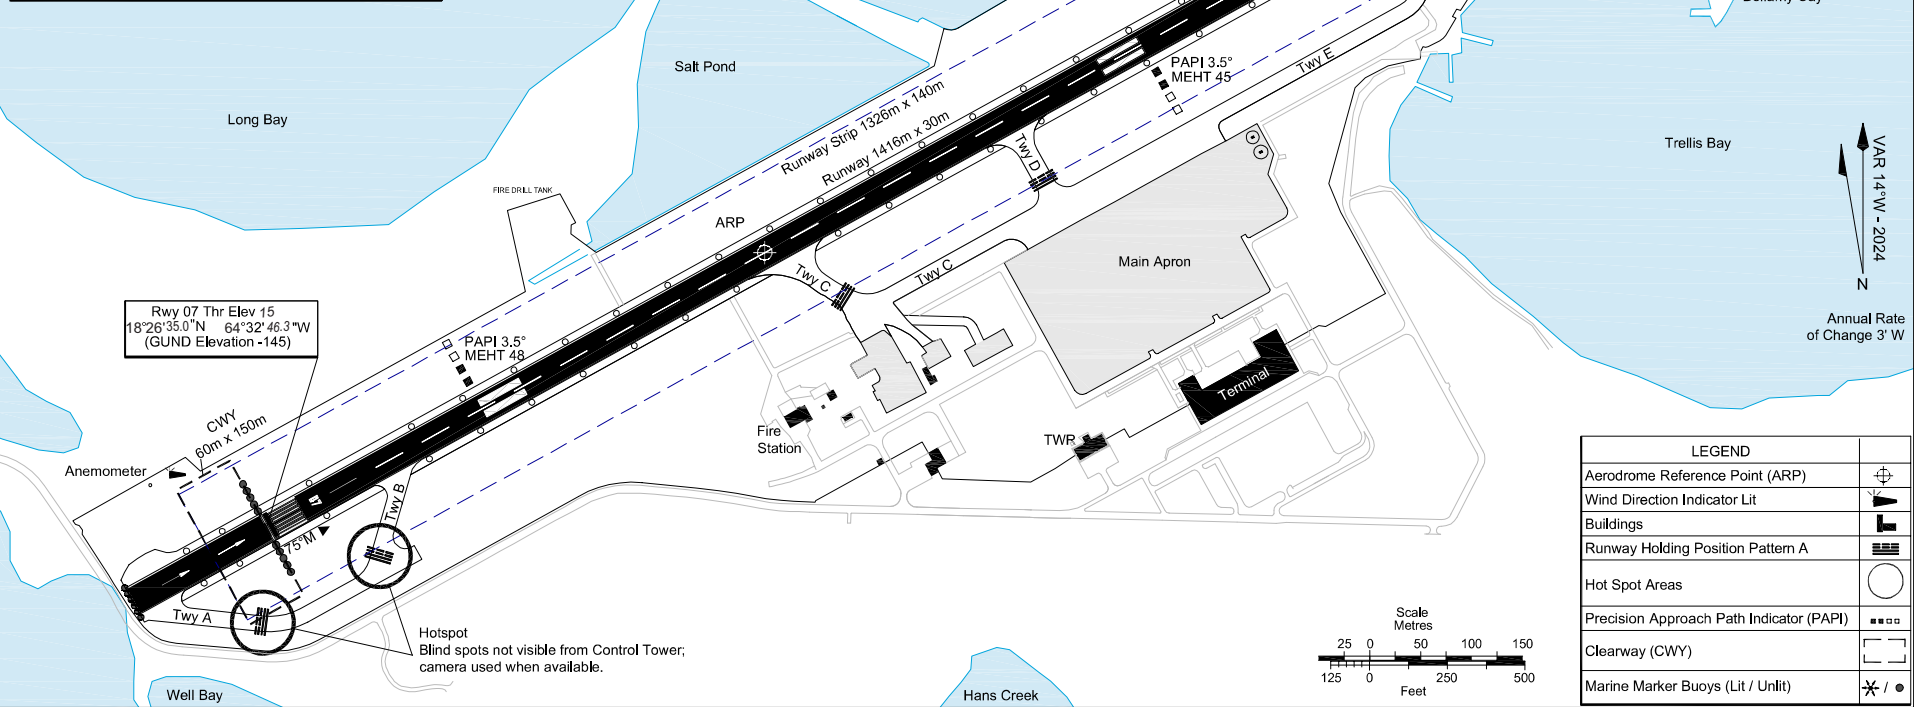 Salt Pond
Long Bay
PAPI 3.5°
MEHT 45
Twy E
Runway Strip 1326m x 140m
Runway 1416m x 30m
Twy D
Trellis Bay
VAR 14°W - 2024
N
Annual Rate
of Change 3' W
FIRE DRILL TANK
ARP
Twy C
Twy C
Main Apron
Rwy 07 Thr Elev 15
18°26'35.0"N 64°32'46.3"W
(GUND Elevation -145)
PAPI 3.5°
MEHT 48
CWY
60m x 150m
Anemometer
Terminal
Fire
Station
TWR
Twy B
75°M
Twy A
Hotspot
Blind spots not visible from Control Tower;
camera used when available.
Well Bay
Hans Creek
Scale
Metres
25 0 50 100 150
125 0 250 500
Feet
LEGEND
Aerodrome Reference Point (ARP)
Wind Direction Indicator Lit
Buildings
Runway Holding Position Pattern A
Hot Spot Areas
Precision Approach Path Indicator (PAPI)
Clearway (CWY)
Marine Marker Buoys (Lit / Unlit)
/